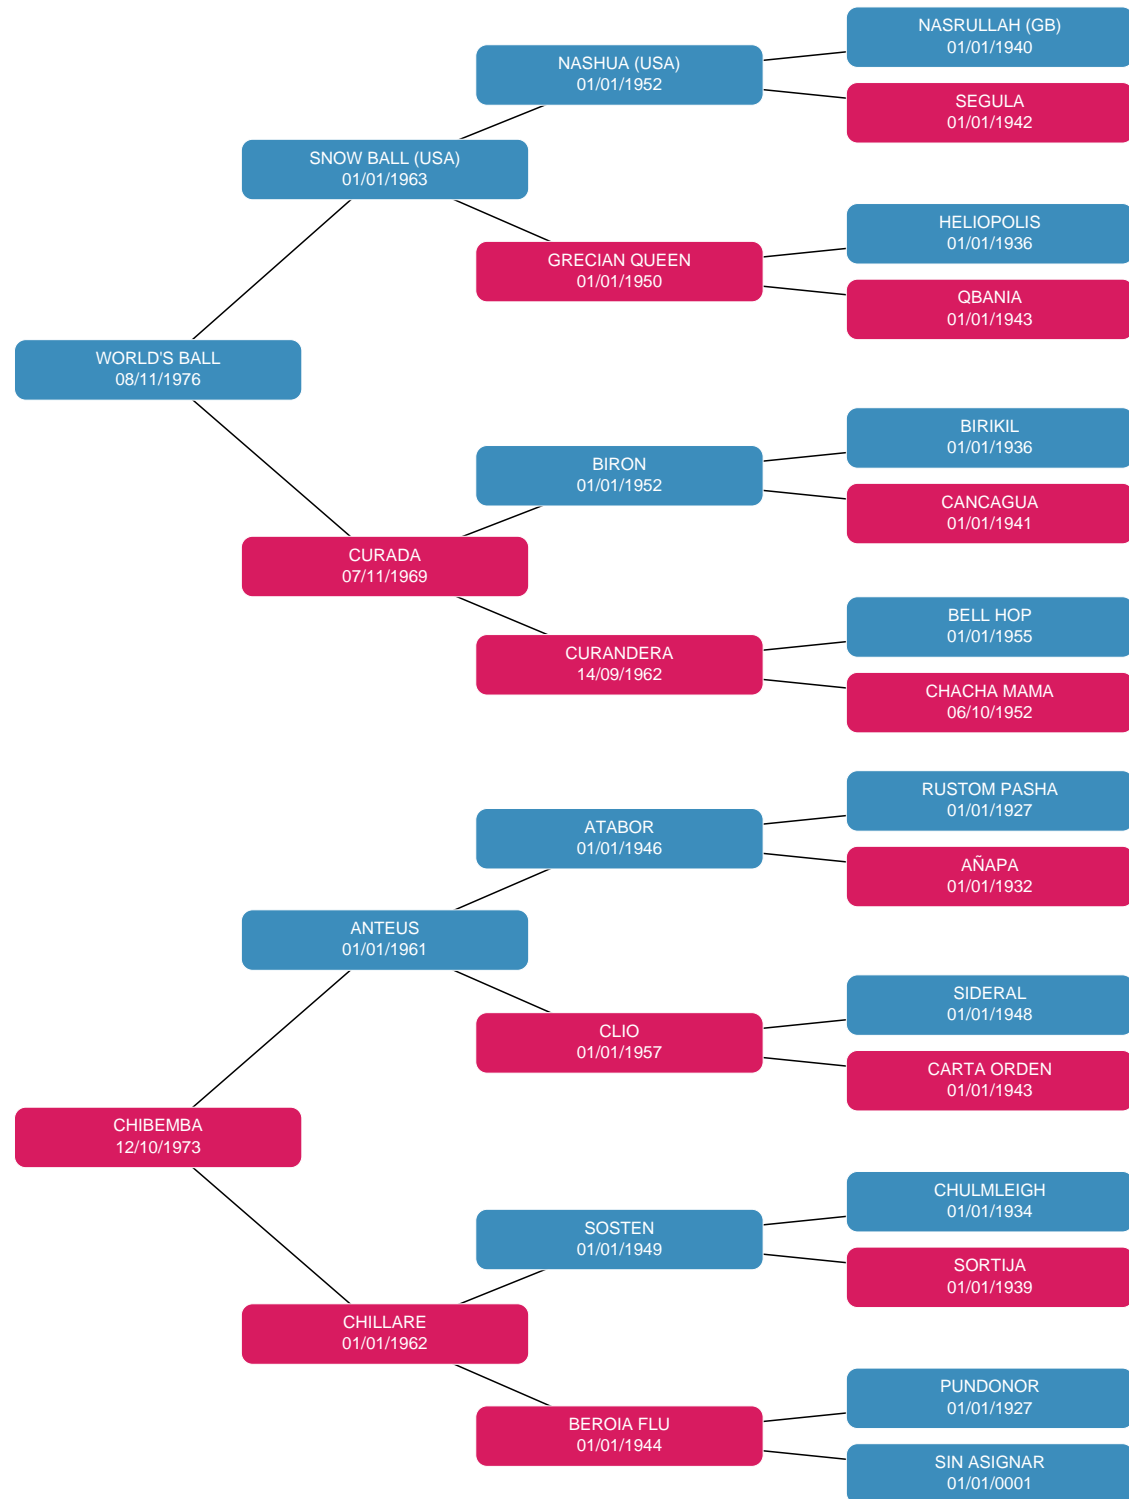 NASRULLAH (GB)
01/01/1940
NASHUA (USA)
01/01/1952
SEGULA
01/01/1942
SNOW BALL (USA)
01/01/1963
HELIOPOLIS
01/01/1936
GRECIAN QUEEN
01/01/1950
QBANIA
01/01/1943
WORLD'S BALL
08/11/1976
BIRIKIL
01/01/1936
BIRON
01/01/1952
CANCAGUA
01/01/1941
CURADA
07/11/1969
BELL HOP
01/01/1955
CURANDERA
14/09/1962
CHACHA MAMA
06/10/1952
RUSTOM PASHA
01/01/1927
ATABOR
01/01/1946
AÑAPA
01/01/1932
ANTEUS
01/01/1961
SIDERAL
01/01/1948
CLIO
01/01/1957
CARTA ORDEN
01/01/1943
CHIBEMBA
12/10/1973
CHULMLEIGH
01/01/1934
SOSTEN
01/01/1949
SORTIJA
01/01/1939
CHILLARE
01/01/1962
PUNDONOR
01/01/1927
BEROIA FLU
01/01/1944
SIN ASIGNAR
01/01/0001